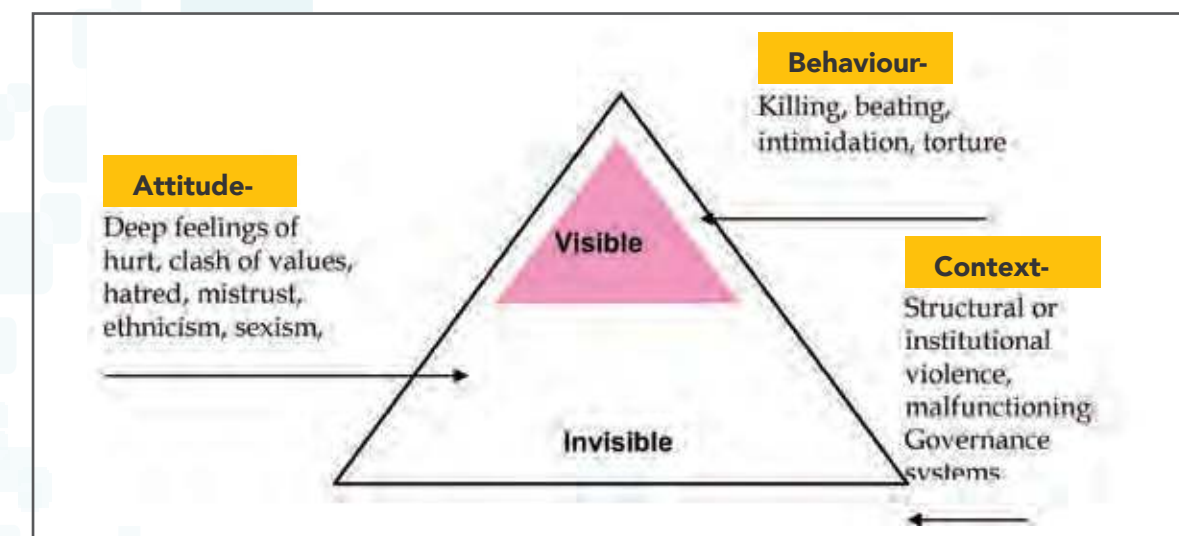 Behaviour-
Killing, beating,
intimidation, torture
Attitude-
Deep feelings of
hurt, clash of values,
hatred, mistrust,
ethnicism, sexism,
Visible
Context-
Structural or
institutional
violence,
malfunctioning
Governance
systems
Invisible